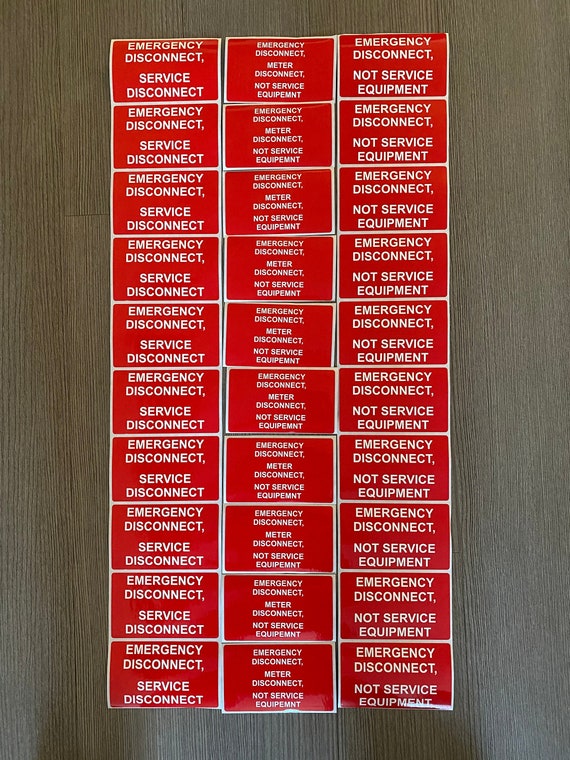 EMERGENCY
DISCONNECT,
SERVICE
DISCONNECT
EMERGENCY
DISCONNECT,
SERVICE
DISCONNECT
EMERGENCY
DISCONNECT,
SERVICE
DISCONNECT
EMERGENCY
DISCONNECT,
SERVICE
DISCONNECT
EMERGENCY
DISCONNECT,
SERVICE
DISCONNECT
EMERGENCY
DISCONNECT,
SERVICE
DISCONNECT
EMERGENCY
DISCONNECT,
SERVICE
DISCONNECT
EMERGENCY
DISCONNECT,
SERVICE
DISCONNECT
EMERGENCY
DISCONNECT,
SERVICE
DISCONNECT
EMERGENCY
DISCONNECT,
SERVICE
DISCONNECT
EMERGENCY
DISCONNECT,
METER
DISCONNECT,
NOT SERVICE
EQUIPEMNT
EMERGENCY
DISCONNECT,
METER
DISCONNECT,
NOT SERVICE
EQUIPEMNT
EMERGENCY
DISCONNECT,
METER
DISCONNECT,
NOT SERVICE
EQUIPEMNT
EMERGENCY
DISCONNECT,
METER
DISCONNECT,
NOT SERVICE
EQUIPEMNT
EMERGENCY
DISCONNECT,
METER
DISCONNECT,
NOT SERVICE
EQUIPEMNT
EMERGENCY
DISCONNECT,
METER
DISCONNECT,
NOT SERVICE
EQUIPEMNT
EMERGENCY
DISCONNECT,
METER
DISCONNECT,
NOT SERVICE
EQUIPEMNT
EMERGENCY
DISCONNECT,
METER
DISCONNECT,
NOT SERVICE
EQUIPEMNT
EMERGENCY
DISCONNECT,
METER
DISCONNECT,
NOT SERVICE
EQUIPEMNT
EMERGENCY
DISCONNECT,
METER
DISCONNECT,
NOT SERVICE
EQUIPEMNT
EMERGENCY
DISCONNECT,
NOT SERVICE
EQUIPMENT
EMERGENCY
DISCONNECT,
NOT SERVICE
EQUIPMENT
EMERGENCY
DISCONNECT,
NOT SERVICE
EQUIPMENT
EMERGENCY
DISCONNECT,
NOT SERVICE
EQUIPMENT
EMERGENCY
DISCONNECT,
NOT SERVICE
EQUIPMENT
EMERGENCY
DISCONNECT,
NOT SERVICE
EQUIPMENT
EMERGENCY
DISCONNECT,
NOT SERVICE
EQUIPMENT
EMERGENCY
DISCONNECT,
NOT SERVICE
EQUIPMENT
EMERGENCY
DISCONNECT,
NOT SERVICE
EQUIPMENT
EMERGENCY
DISCONNECT,
NOT SERVICE
EQUIPMENT